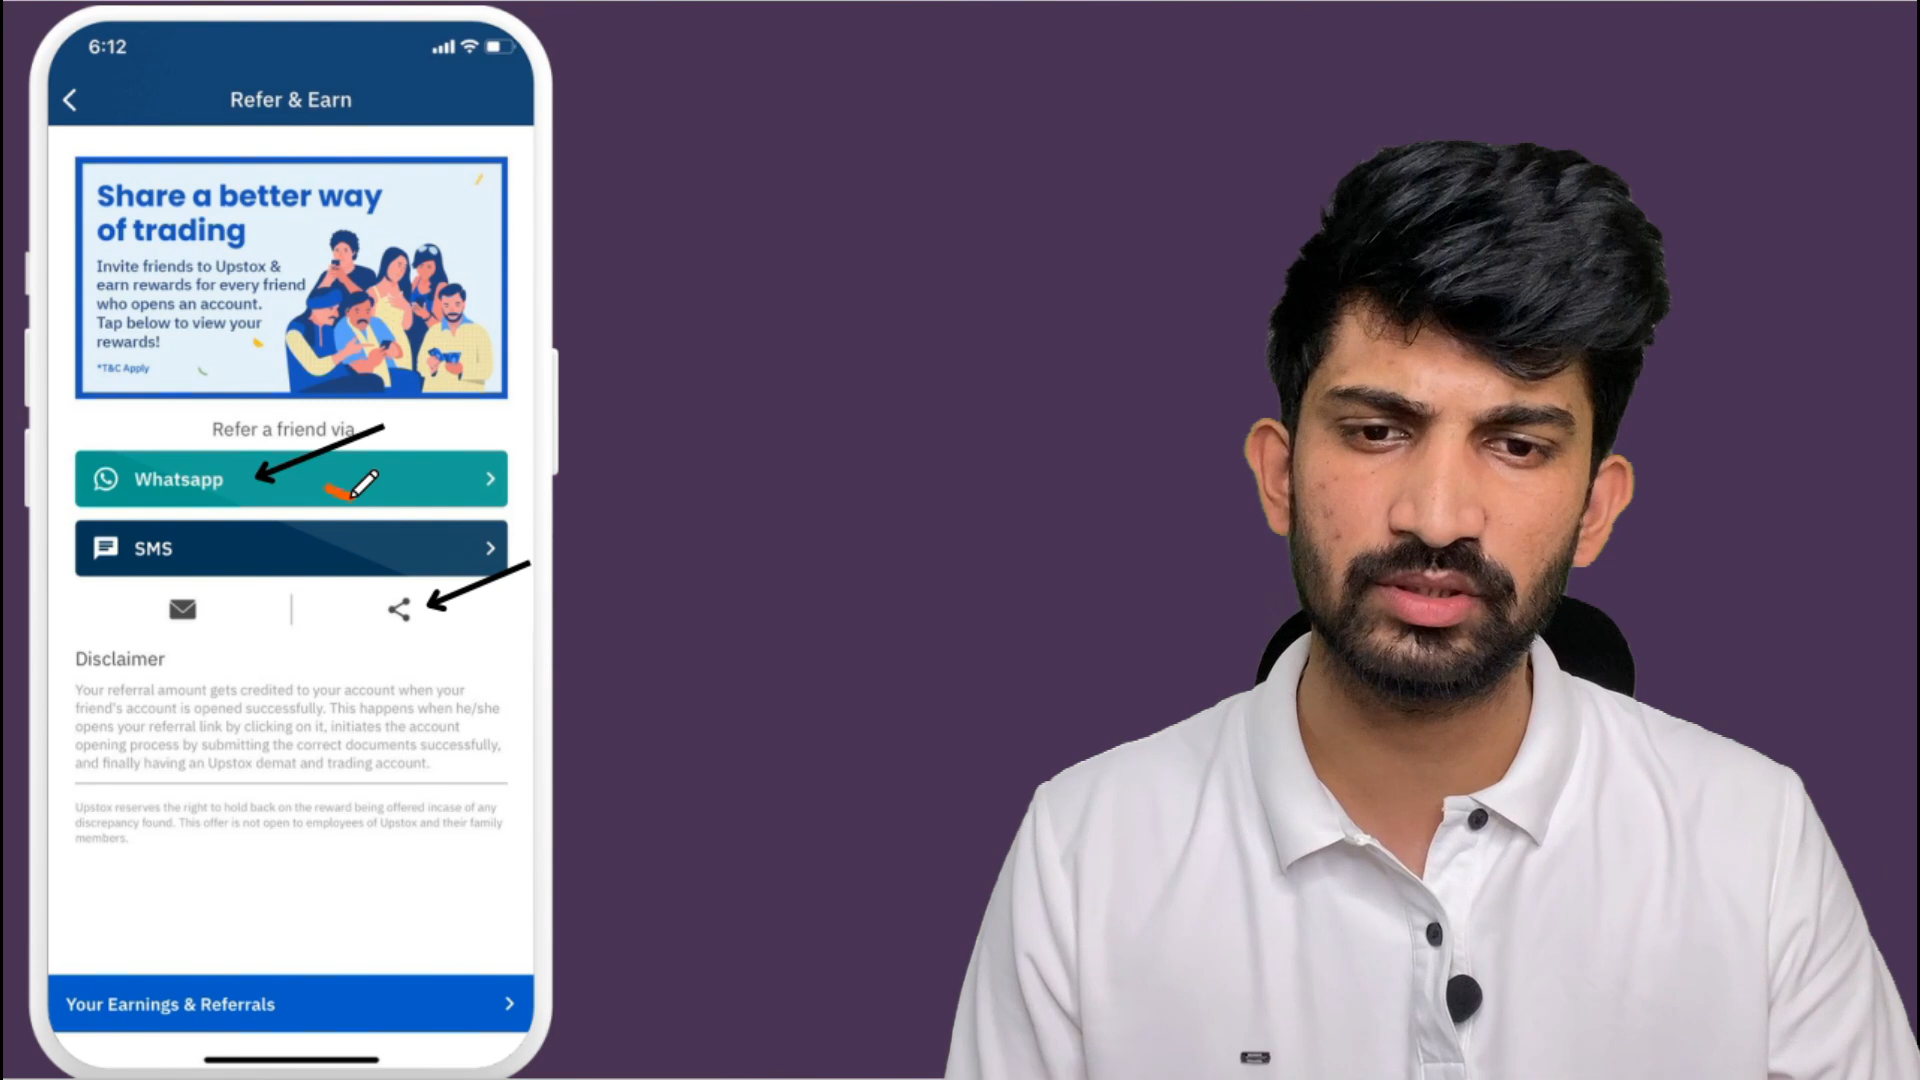 6:12
Refer & Earn
Share a better way
of trading
Invite friends to Upstox &
earn rewards for every friend
who opens an account.
Tap below to view your
rewards!
*T&C Apply
Refer a friend via
Whatsapp
SMS
Disclaimer
Your referral amount gets credited to your account when your
friend's account is opened successfully. This happens when he/she
opens your referral link by clicking on it, initiates the account
opening process by submitting the correct documents successfully,
and finally having an Upstox demat and trading account.
Upstox reserves the right to hold back on the reward being offered incase of any
discrepancy found. This offer is not open to employees of Upstox and their family
members.
Your Earnings & Referrals